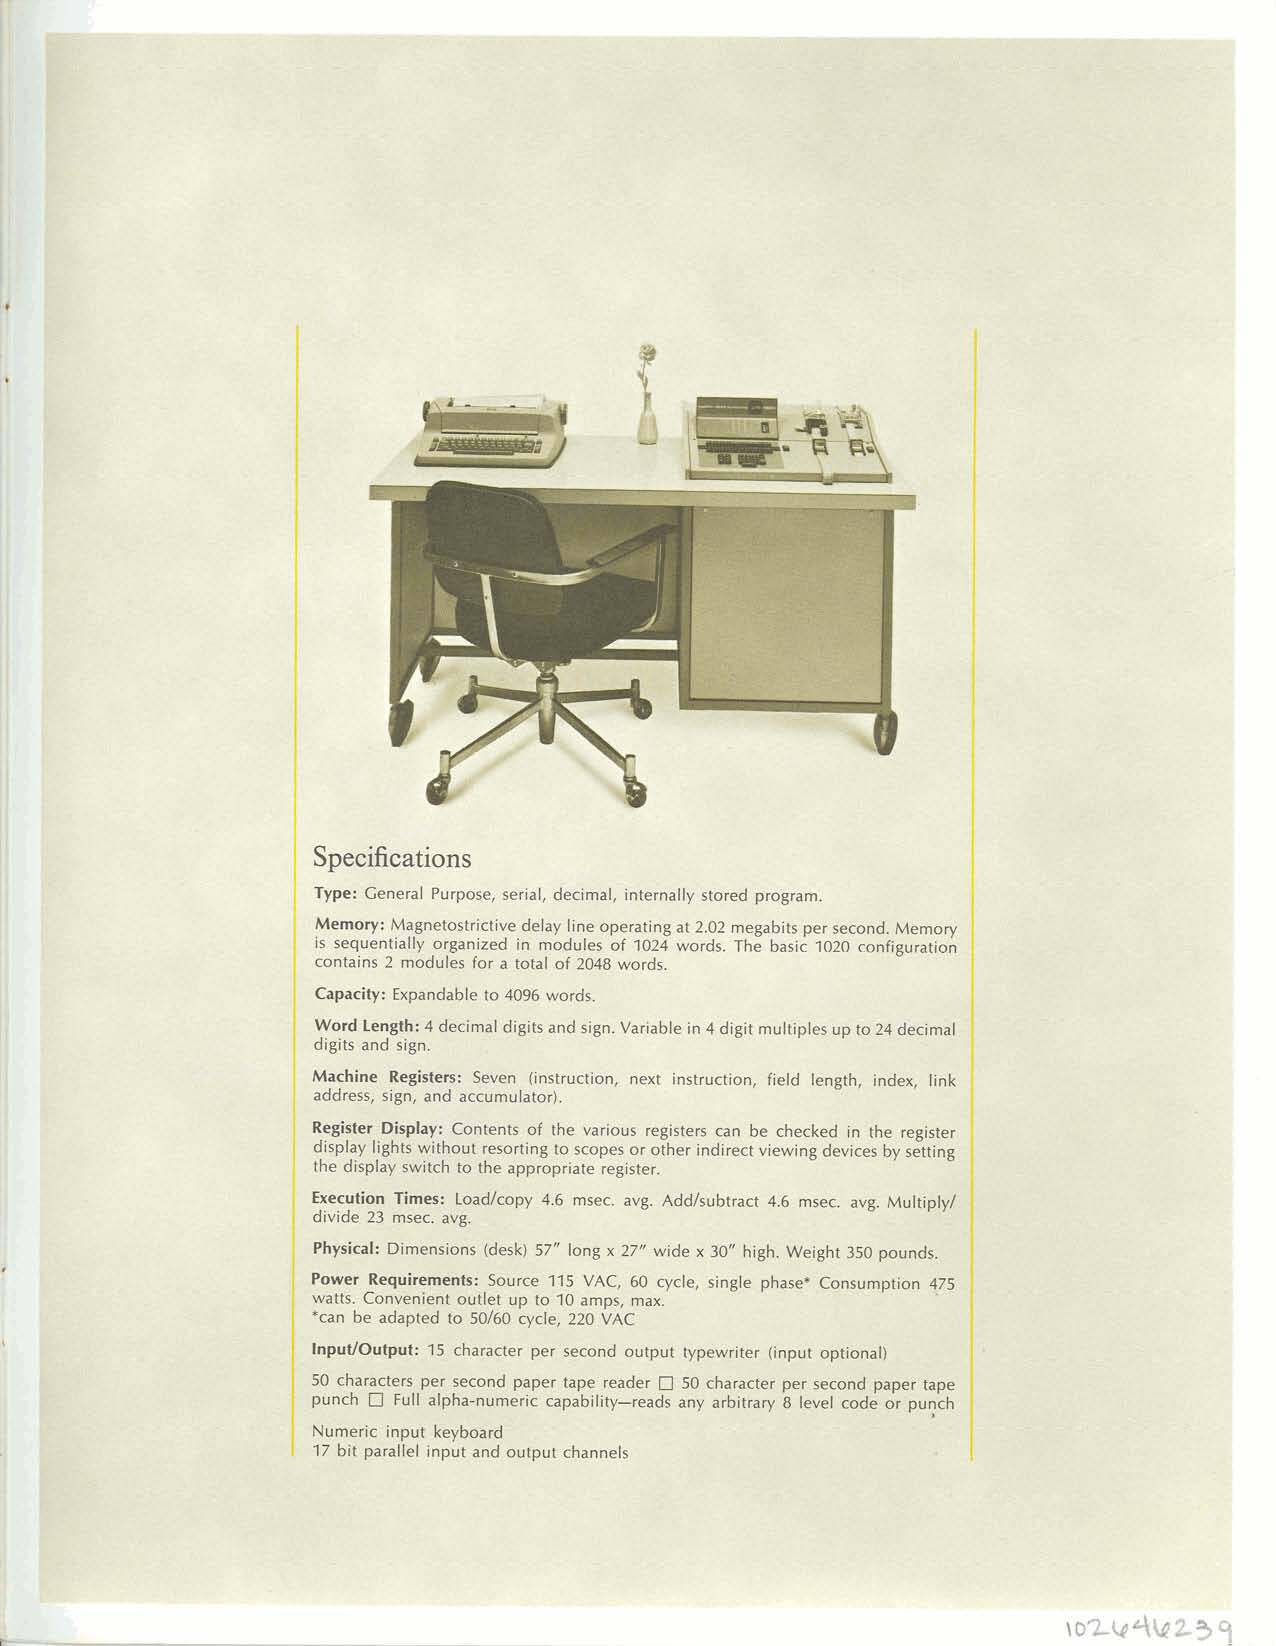 Specifications
Type: General Purpose, serial, decimal, internally stored program.
Memory: Magnetostrictive delay line operating at 2.02 megabits per second. Memory
is sequentially organized in modules of 1024 words. The basic 1020 configuration
contains 2 modules for a total of 2048 words.
Capacity: Expandable to 4096 words.
Word Length: 4 decimal digits and sign. Variable in 4 digit multiples up to 24 decimal
digits and sign.
Machine Registers: Seven (instruction, next instruction, field length, index, link
address, sign, and accumulator).
Register Display: Contents of the various registers can be checked in the register
display lights without resorting to scopes or other indirect viewing devices by setting
the display switch to the appropriate register.
Execution Times: Load/copy 4.6 msec. avg. Add/subtract 4.6 msec. avg. Multiply/
divide 23 msec. avg.
Physical: Dimensions (desk) 57″ long x 27″ wide x 30″ high. Weight 350 pounds.
Power Requirements: Source 115 VAC, 60 cycle, single phase* Consumption 475
watts. Convenient outlet up to 10 amps, max.
*can be adapted to 50/60 cycle, 220 VAC
Input/Output: 15 character per second output typewriter (input optional)
50 characters per second paper tape reader □ 50 character per second paper tape
punch □ Full alpha-numeric capability—reads any arbitrary 8 level code or punch
Numeric input keyboard
17 bit parallel input and output channels
102646239